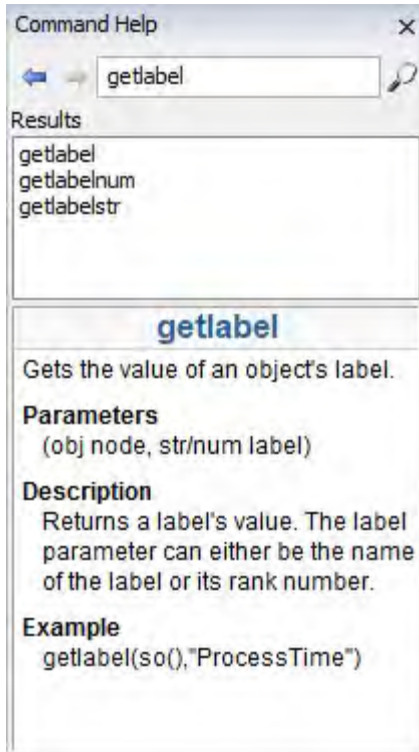 Command Help
getlabel
Results
getlabel
getlabelnum
getlabelstr
getlabel
Gets the value of an object's label.
Parameters
(obj node, str/num label)
Description
Returns a label's value. The label
parameter can either be the name
of the label or its rank number.
Example
getlabel(so(),"ProcessTime")